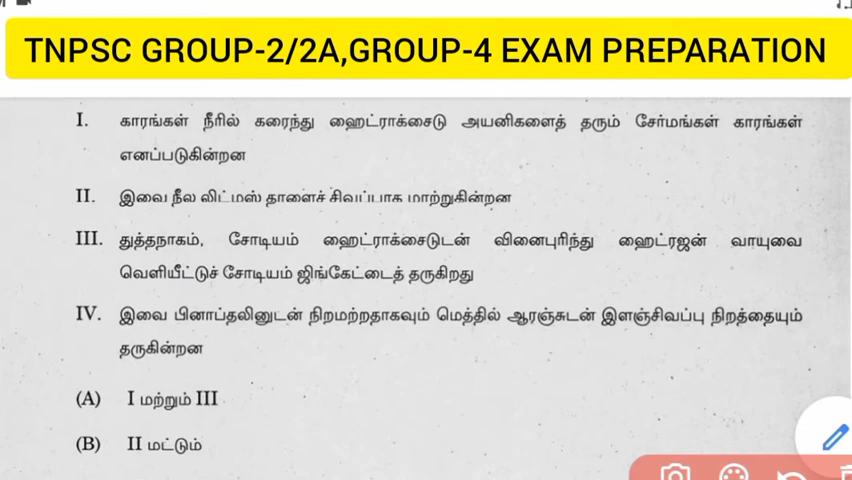 TNPSC GROUP-2/2A,GROUP-4 EXAM PREPARATION
I. காரங்கள் நீரில் கரைந்து ஹைட்ராக்சைடு அயனிகளைத் தரும் சேர்மங்கள் காரங்கள்
எனப்படுகின்றன
II. இவை நீல லிட்மஸ் தாளைச் சிவப்பாக மாற்றுகின்றன
III. துத்தநாகம், சோடியம் ஹைட்ராக்சைடுடன் வினைபுரிந்து ஹைட்ரஜன் வாயுவை
வெளியீட்டுச் சோடியம் ஜிங்கேட்டைத் தருகிறது
IV. இவை பினாப்தலினுடன் நிறமற்றதாகவும் மெத்தில் ஆரஞ்சுடன் இளஞ்சிவப்பு நிறத்தையும்
தருகின்றன
(A) I மற்றும் III
(B) II மட்டும்